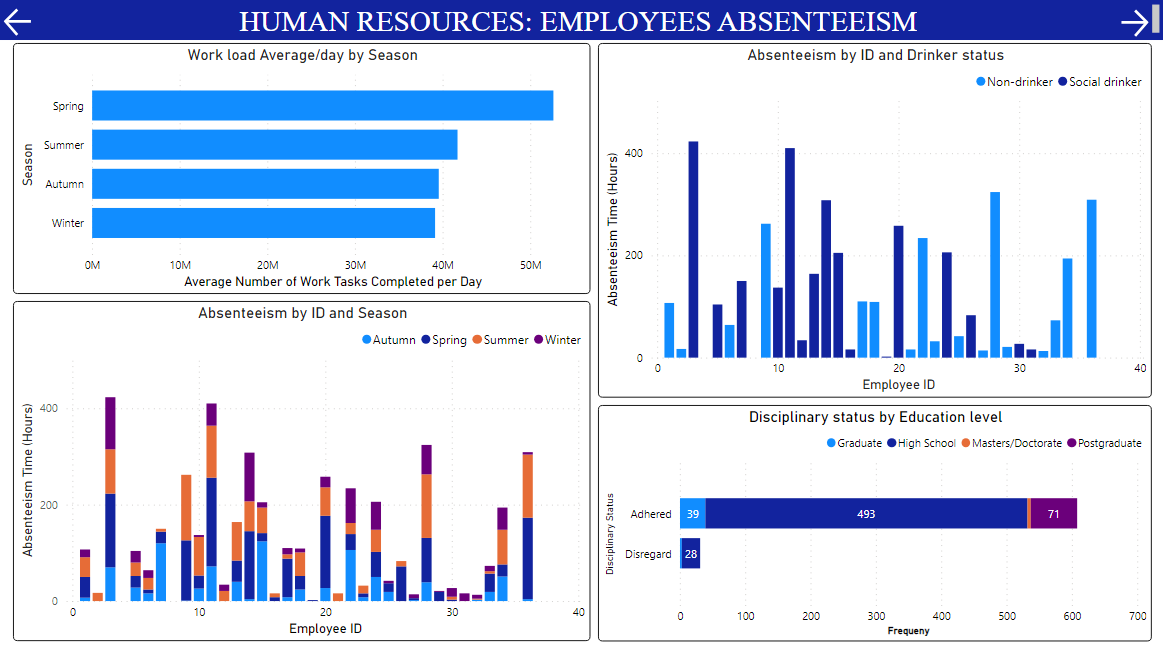 HUMAN RESOURCES: EMPLOYEES ABSENTEEISM
Work load Average/day by Season
Season
Spring
Summer
Autumn
Winter
0M 10M 20M 30M 40M 50M
Average Number of Work Tasks Completed per Day
Absenteeism by ID and Drinker status
Non-drinker Social drinker
Absenteeism Time (Hours)
400
200
0
0 10 20 30 40
Employee ID
Absenteeism by ID and Season
Autumn Spring Summer Winter
Absenteeism Time (Hours)
400
200
0
0 10 20 30 40
Employee ID
Disciplinary status by Education level
Graduate High School Masters/Doctorate Postgraduate
Disciplinary Status
Adhered 39 493 71
Disregard 28
0 100 200 300 400 500 600 700
Frequeny